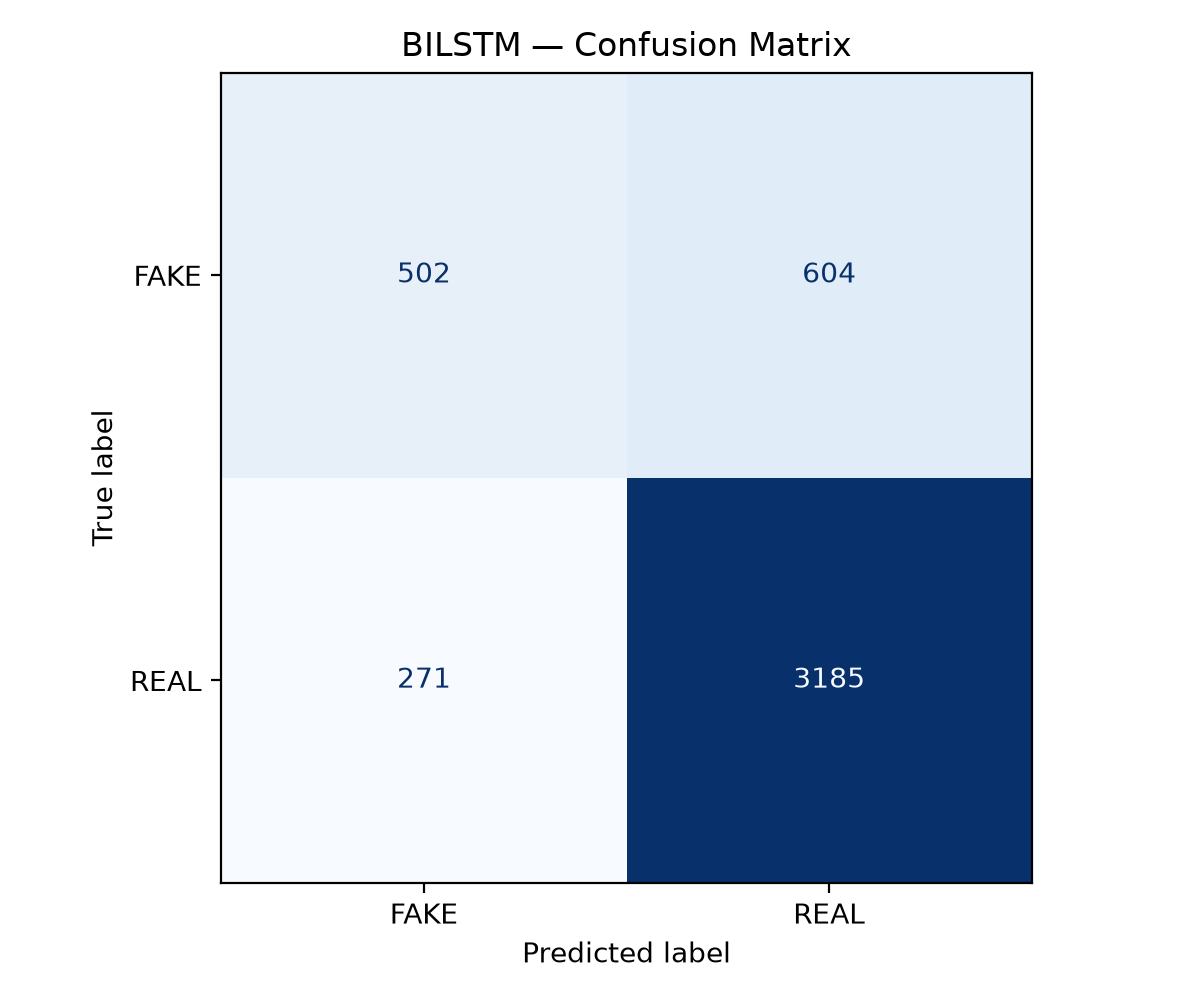 BILSTM — Confusion Matrix
FAKE
502
604
True label
REAL
271
3185
FAKE
REAL
Predicted label